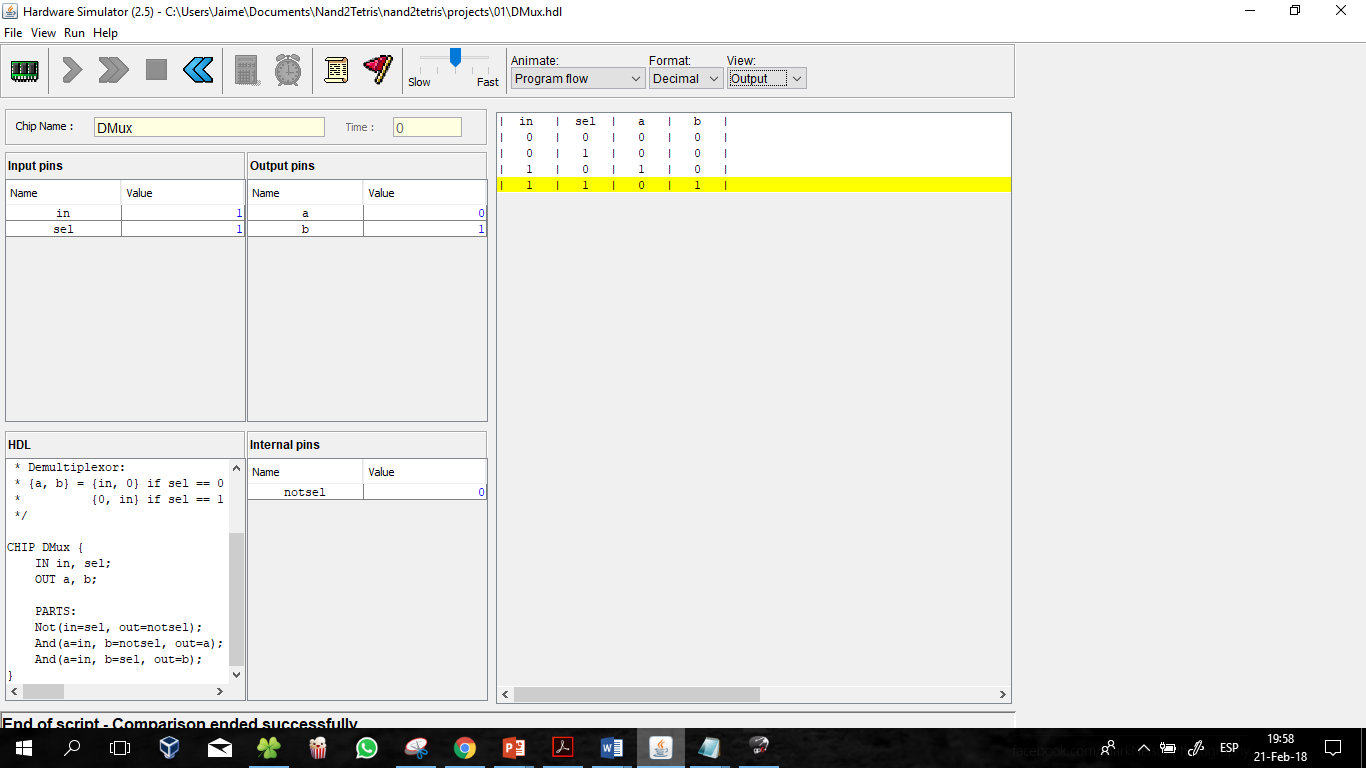 Hardware Simulator (2.5) - C:\Users\Jaime\Documents\Nand2Tetris\nand2tetris\projects\01\DMux.hdl
File View Run Help
Slow Fast
Animate: Format: View:
Program flow Decimal Output
Chip Name : DMux Time : 0
Input pins Output pins
Name Value Name Value
in 1 a 0
sel 1 b 1
| in | sel | a | b |
| 0 | 0 | 0 | 0 |
| 0 | 1 | 0 | 0 |
| 1 | 0 | 1 | 0 |
| 1 | 1 | 0 | 1 |
HDL
* Demultiplexor:
* {a, b} = {in, 0} if sel == 0
* {0, in} if sel == 1
*/
CHIP DMux {
IN in, sel;
OUT a, b;
PARTS:
Not(in=sel, out=notsel);
And(a=in, b=notsel, out=a);
And(a=in, b=sel, out=b);
}
Internal pins
Name Value
notsel 0
End of script - Comparison ended successfully
ESP
19:58
21-Feb-18